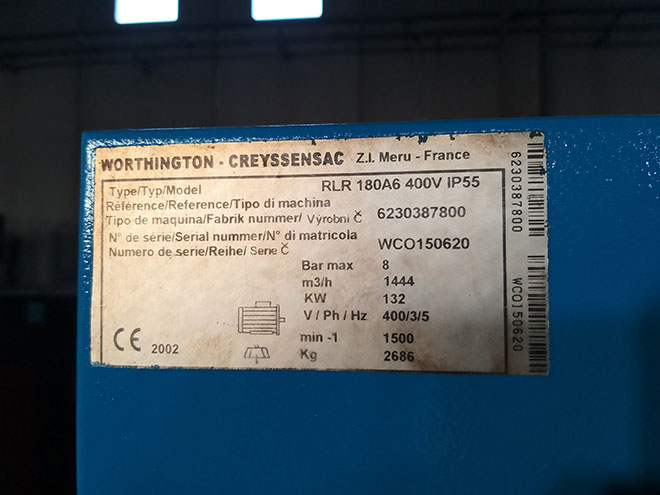 WORTHINGTON - CREYSSENSAC Z.I. Meru - France
Type/Typ/Model RLR 180A6 400V IP55
Référence/Reference/Tipo di machina
Tipo de maquina/Fabrik nummer/ Výrobní Č 6230387800
N° de série/Serial nummer/N° di matricola
Numero de serie/Reihe/ Serie Č WCO150620
Bar max 8
m3/h 1444
KW 132
V / Ph / Hz 400/3/5
min -1 1500
Kg 2686
CE 2002
6230387800
WCO150620